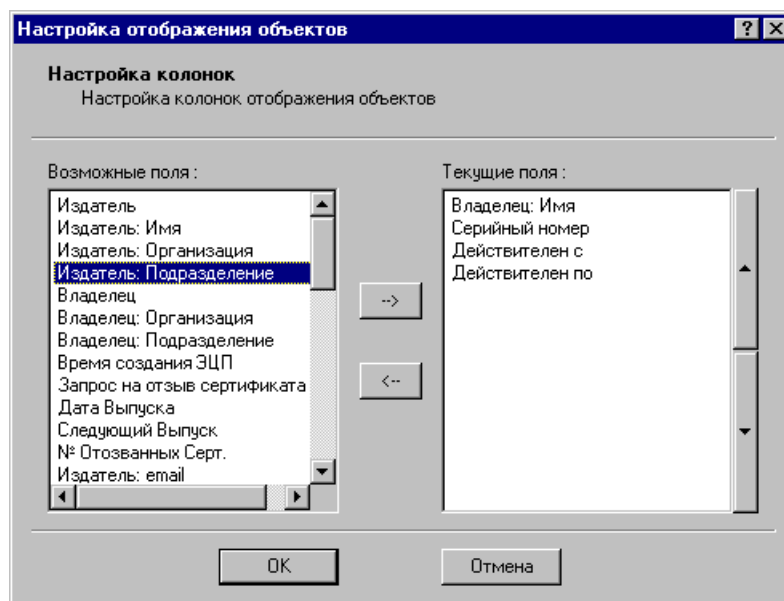 Настройка отображения объектов
Настройка колонок
Настройка колонок отображения объектов
Возможные поля :
Издатель
Издатель: Имя
Издатель: Организация
Издатель: Подразделение
Владелец
Владелец: Организация
Владелец: Подразделение
Время создания ЭЦП
Запрос на отзыв сертификата
Дата Выпуска
Следующий Выпуск
№ Отозванных Серт.
Издатель: email
-->
<--
Текущие поля :
Владелец: Имя
Серийный номер
Действителен с
Действителен по
OK
Отмена